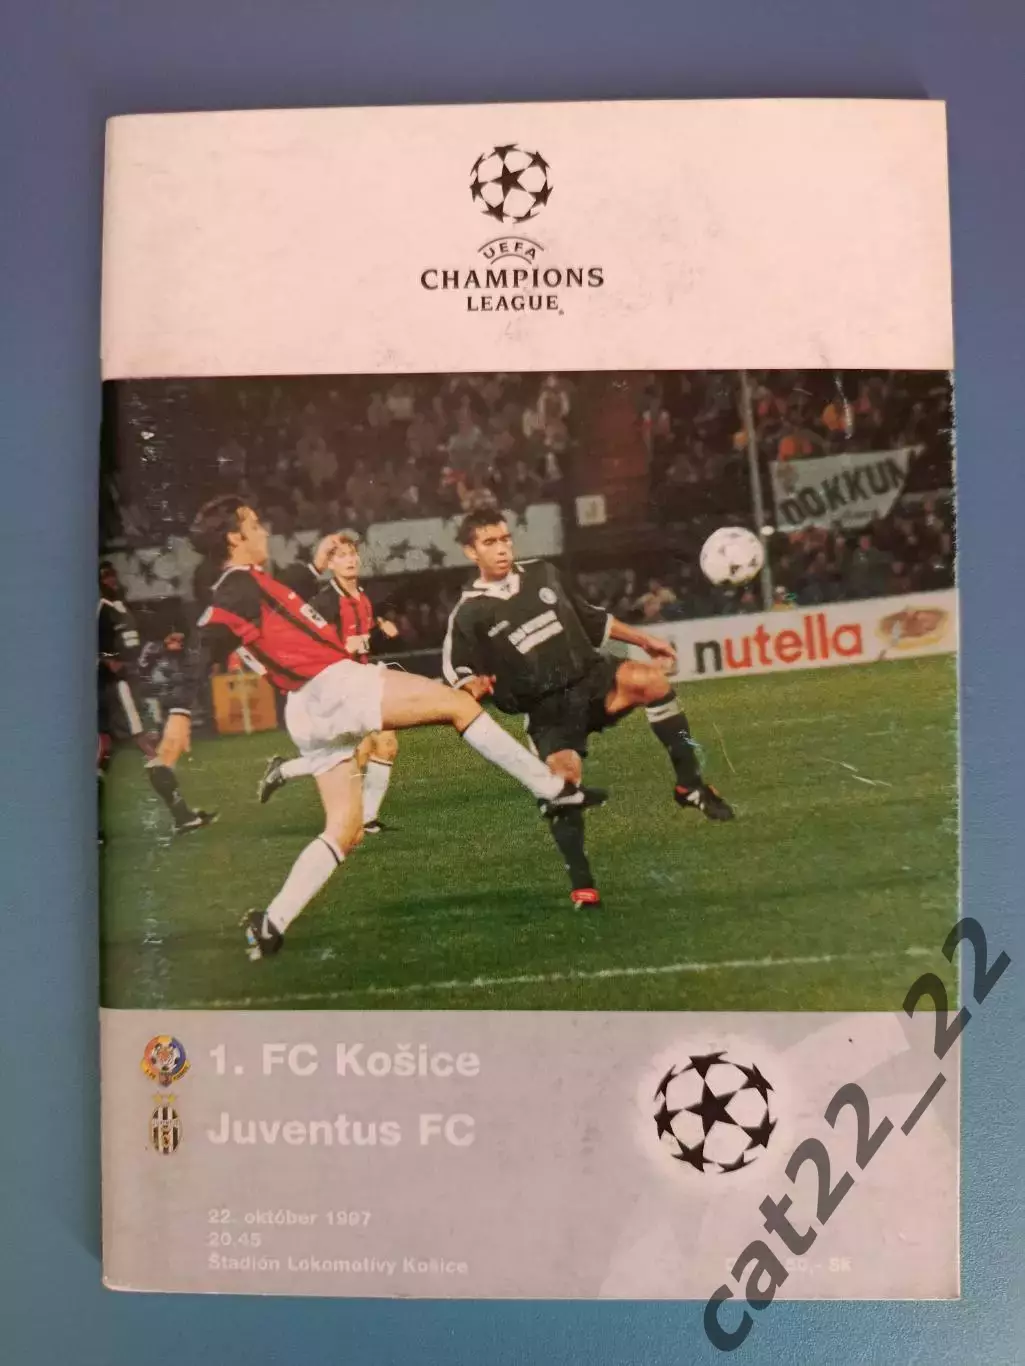 UEFA
CHAMPIONS
LEAGUE
DOKKUM
nutella
1. FC Košice
Juventus FC
22. október 1997
20.45
Štadión Lokomotívy Košice
- SK
cat22_22